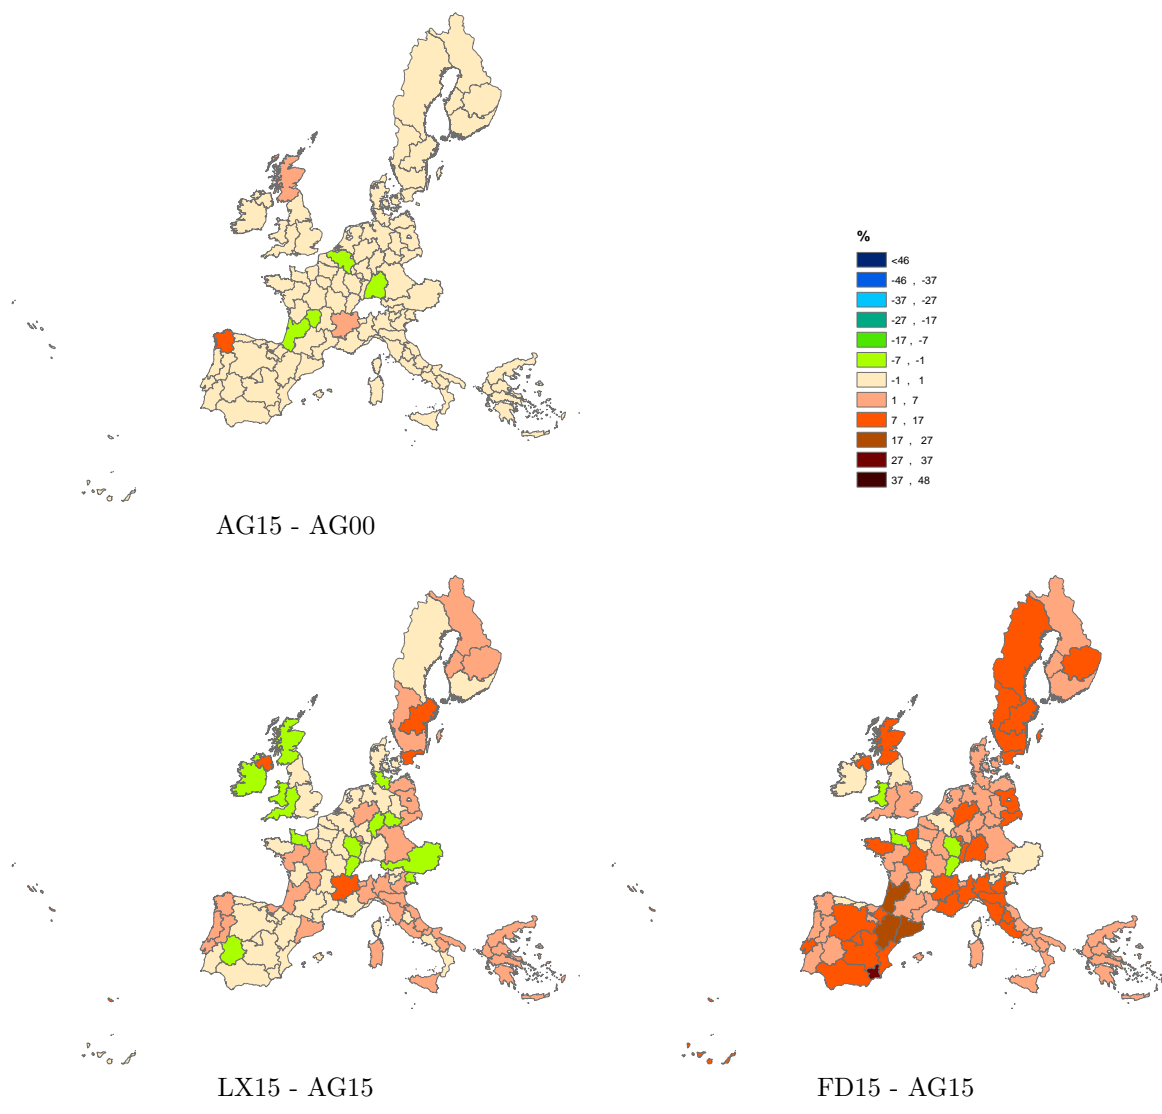 %
<46
-46 , -37
-37 , -27
-27 , -17
-17 , -7
-7 , -1
-1 , 1
1 , 7
7 , 17
17 , 27
27 , 37
37 , 48
AG15 - AG00
LX15 - AG15
FD15 - AG15